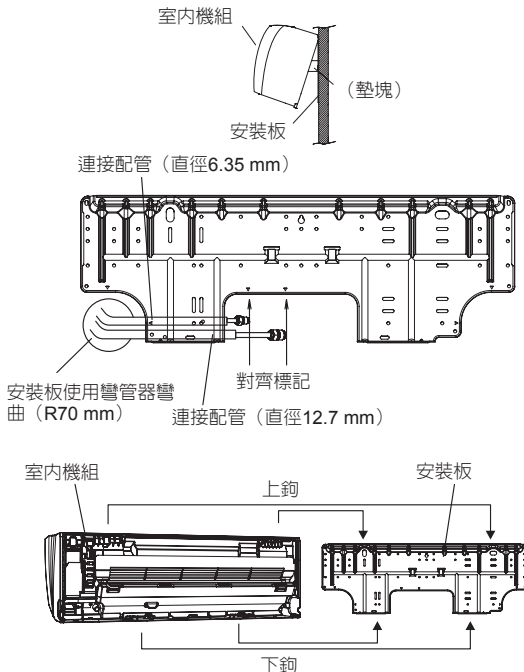 室内機組
（墊塊）
安裝板
連接配管（直徑6.35 mm）
對齊標記
安裝板使用彎管器彎
曲（R70 mm）
連接配管（直徑12.7 mm）
室内機組
安裝板
上鉤
下鉤